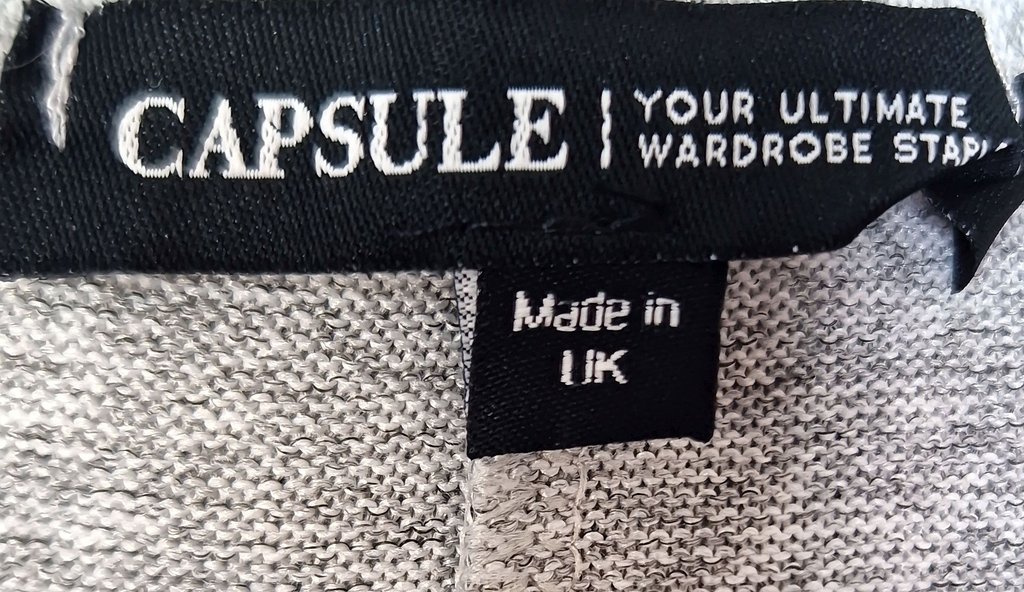 CAPSULE | YOUR ULTIMATE
WARDROBE
Made in
UK